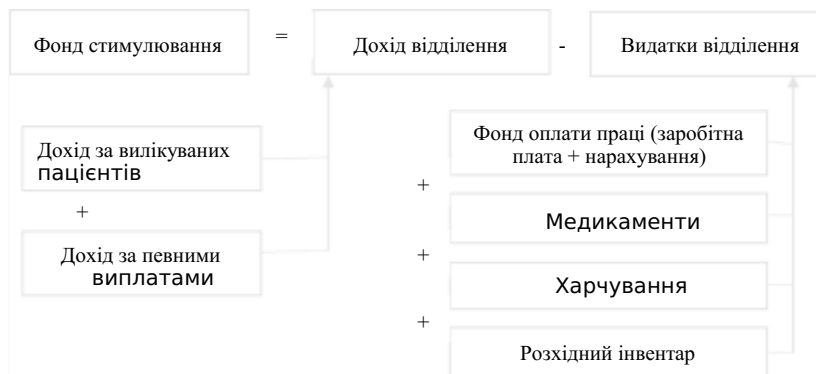 Фонд стимулювання = Дохід відділення - Видатки відділення
Дохід за вилікуваних
пацієнтів
+
Дохід за певними
виплатами
Фонд оплати праці (заробітна
плата + нарахування)
+
Медикаменти
+
Харчування
+
Розхідний інвентар